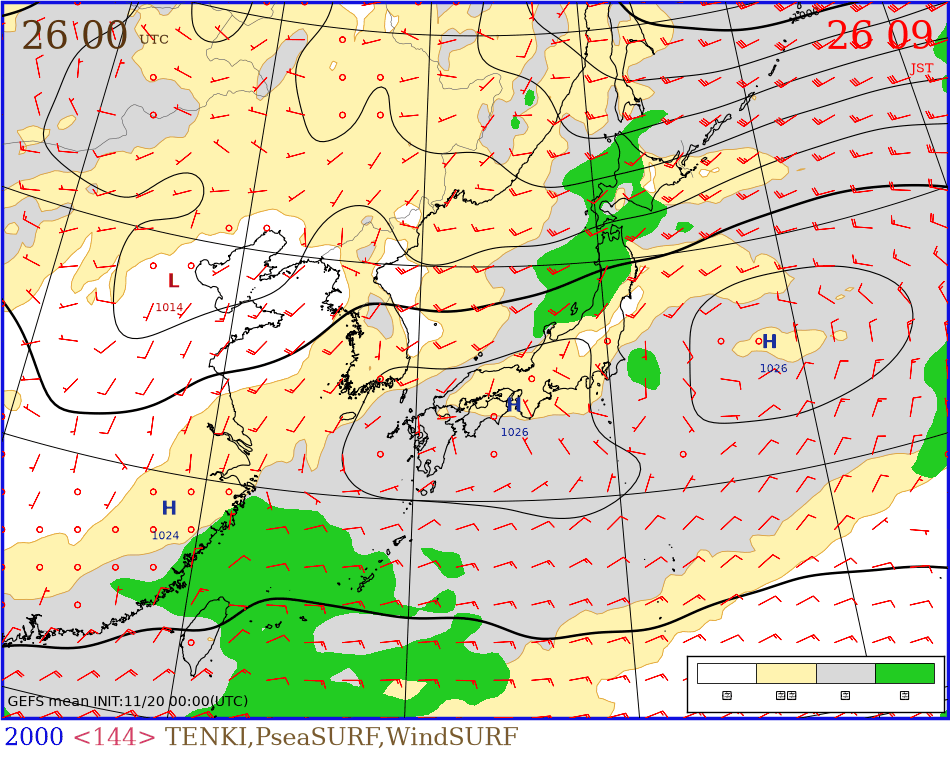 26 00 UTC
26 09
JST
L
1014
H
1026
H
1026
H
1024
GEFS mean INIT:11/20 00:00(UTC)
2000 <144> TENKI,PseaSURF,WindSURF